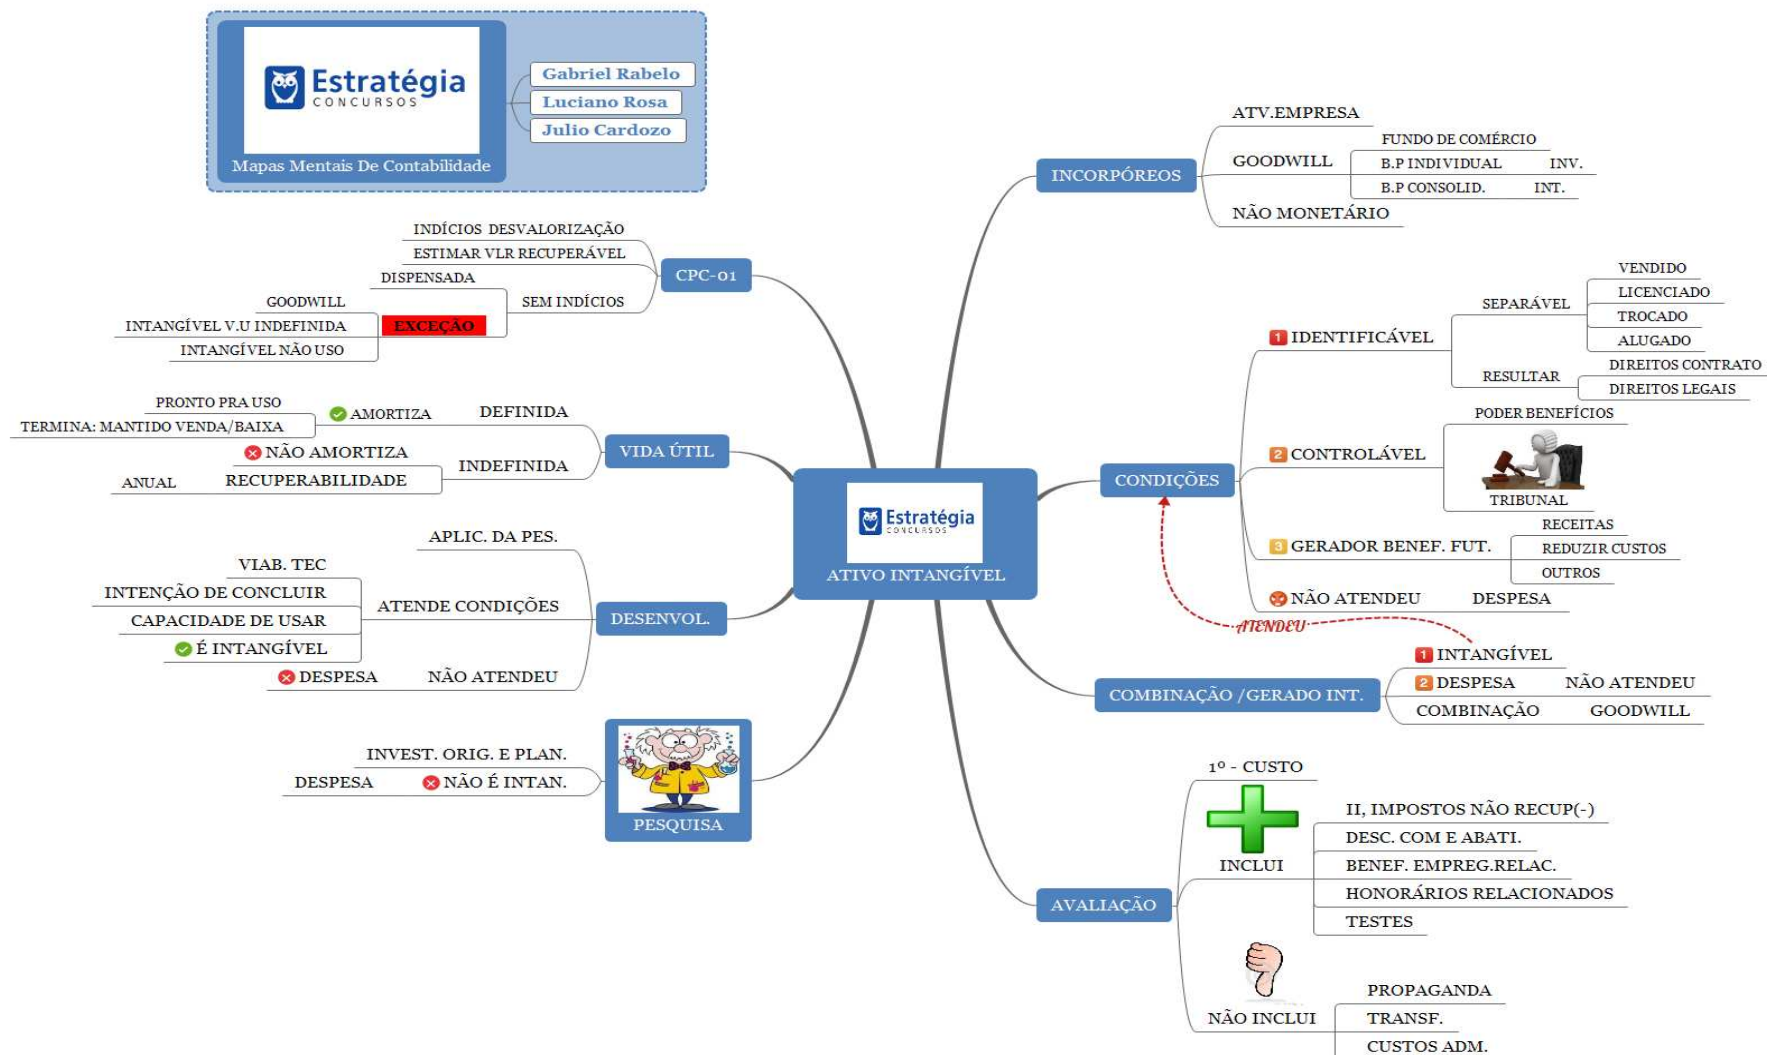 Estratégia
CONCURSOS
Mapas Mentais De Contabilidade
Gabriel Rabelo
Luciano Rosa
Julio Cardozo
INCORPÓREOS
ATV.EMPRESA
GOODWILL
FUNDO DE COMÉRCIO
B.P INDIVIDUAL INV.
B.P CONSOLID. INT.
NÃO MONETÁRIO
CPC-01
INDÍCIOS DESVALORIZAÇÃO
ESTIMAR VLR RECUPERÁVEL
SEM INDÍCIOS
DISPENSADA
EXCEÇÃO
GOODWILL
INTANGÍVEL V.U INDEFINIDA
INTANGÍVEL NÃO USO
VIDA ÚTIL
DEFINIDA
AMORTIZA
PRONTO PRA USO
TERMINA: MANTIDO VENDA/BAIXA
INDEFINIDA
NÃO AMORTIZA
RECUPERABILIDADE
ANUAL
Estratégia
CONCURSOS
ATIVO INTANGÍVEL
DESENVOL.
APLIC. DA PES.
ATENDE CONDIÇÕES
VIAB. TEC
INTENÇÃO DE CONCLUIR
CAPACIDADE DE USAR
É INTANGÍVEL
NÃO ATENDEU
DESPESA
PESQUISA
INVEST. ORIG. E PLAN.
NÃO É INTAN.
DESPESA
CONDIÇÕES
1 IDENTIFICÁVEL
SEPARÁVEL
VENDIDO
LICENCIADO
TROCADO
ALUGADO
RESULTAR
DIREITOS CONTRATO
DIREITOS LEGAIS
2 CONTROLÁVEL
PODER BENEFÍCIOS
TRIBUNAL
3 GERADOR BENEF. FUT.
RECEITAS
REDUZIR CUSTOS
OUTROS
NÃO ATENDEU DESPESA
ATENDEU
COMBINAÇÃO /GERADO INT.
1 INTANGÍVEL
2 DESPESA NÃO ATENDEU
COMBINAÇÃO GOODWILL
AVALIAÇÃO
1º - CUSTO
INCLUI
II, IMPOSTOS NÃO RECUP(-)
DESC. COM E ABATI.
BENEF. EMPREG.RELAC.
HONORÁRIOS RELACIONADOS
TESTES
NÃO INCLUI
PROPAGANDA
TRANSF.
CUSTOS ADM.